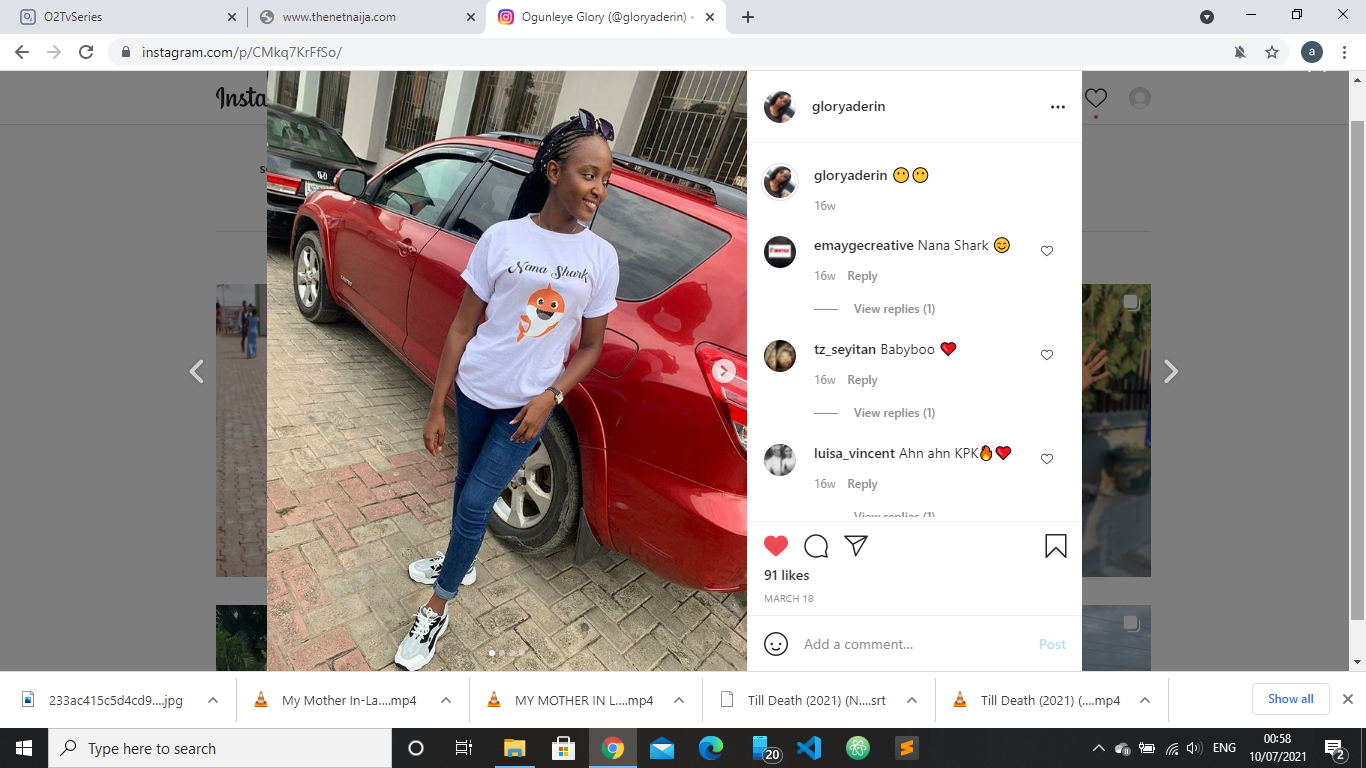 O2TvSeries
www.thenetnaija.com
Ogunleye Glory (@gloryaderin) •
instagram.com/p/CMkq7KrFfSo/
a
Insta
gloryaderin
Nana Shark
gloryaderin 😶😶
16w
emaygecreative Nana Shark 😊
16w Reply
View replies (1)
tz_seyitan Babyboo ❤️
16w Reply
View replies (1)
luisa_vincent Ahn ahn KPK🔥❤️
16w Reply
View replies (1)
91 likes
MARCH 18
Add a comment...
Post
233ac415c5d4cd9....jpg
My Mother In-La....mp4
MY MOTHER IN L....mp4
Till Death (2021) (N....srt
Till Death (2021) (....mp4
Show all
Type here to search
20
ENG
00:58
10/07/2021
2